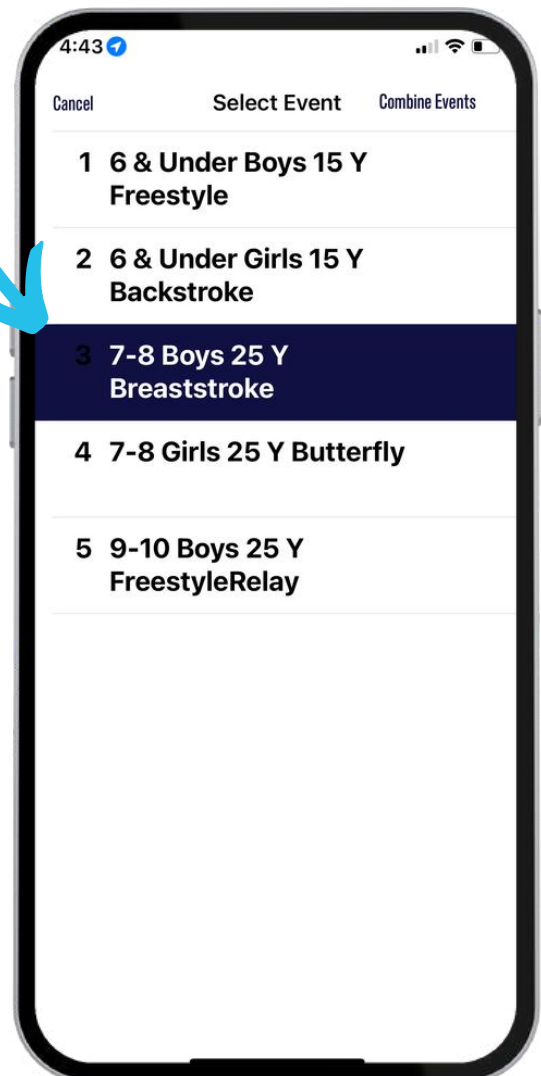 4:43
Cancel Select Event Combine Events
1 6 & Under Boys 15 Y
Freestyle
2 6 & Under Girls 15 Y
Backstroke
3 7-8 Boys 25 Y
Breaststroke
4 7-8 Girls 25 Y Butterfly
5 9-10 Boys 25 Y
FreestyleRelay